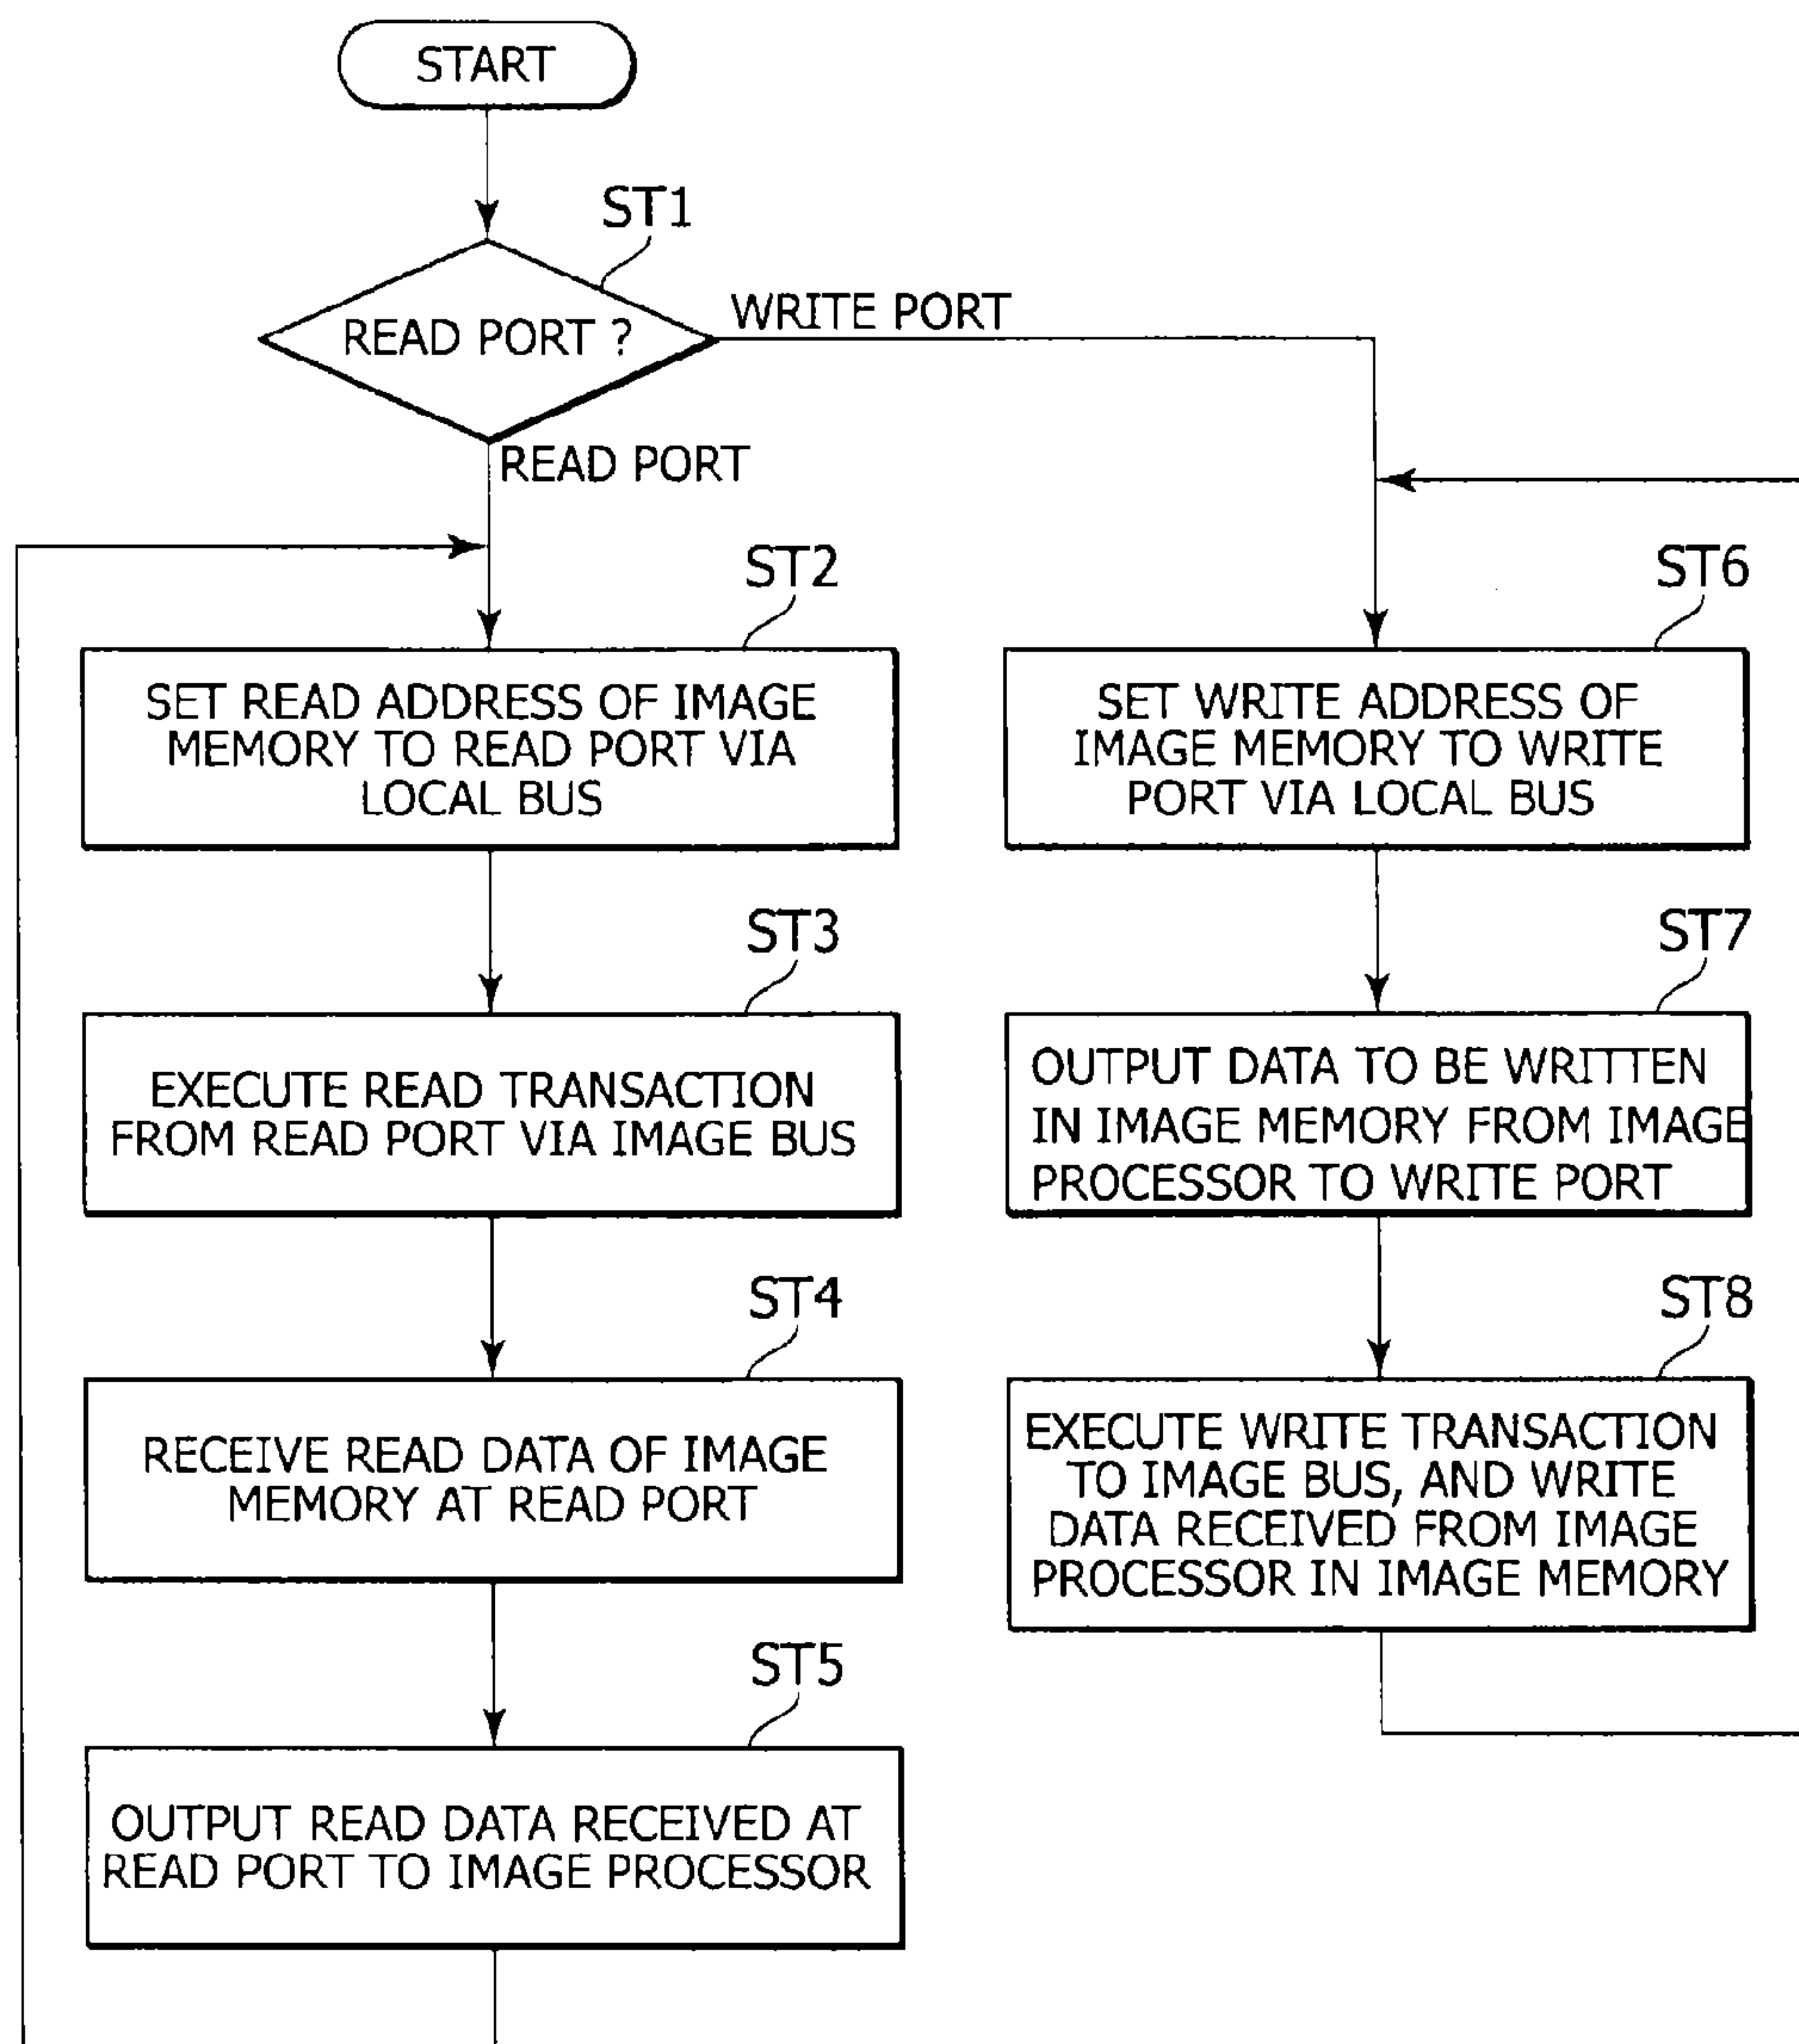 START
ST1
READ PORT ?
WRITE PORT
READ PORT
ST2
SET READ ADDRESS OF IMAGE
MEMORY TO READ PORT VIA
LOCAL BUS
ST3
EXECUTE READ TRANSACTION
FROM READ PORT VIA IMAGE BUS
ST4
RECEIVE READ DATA OF IMAGE
MEMORY AT READ PORT
ST5
OUTPUT READ DATA RECEIVED AT
READ PORT TO IMAGE PROCESSOR
ST6
SET WRITE ADDRESS OF
IMAGE MEMORY TO WRITE
PORT VIA LOCAL BUS
ST7
OUTPUT DATA TO BE WRITTEN
IN IMAGE MEMORY FROM IMAGE
PROCESSOR TO WRITE PORT
ST8
EXECUTE WRITE TRANSACTION
TO IMAGE BUS, AND WRITE
DATA RECEIVED FROM IMAGE
PROCESSOR IN IMAGE MEMORY